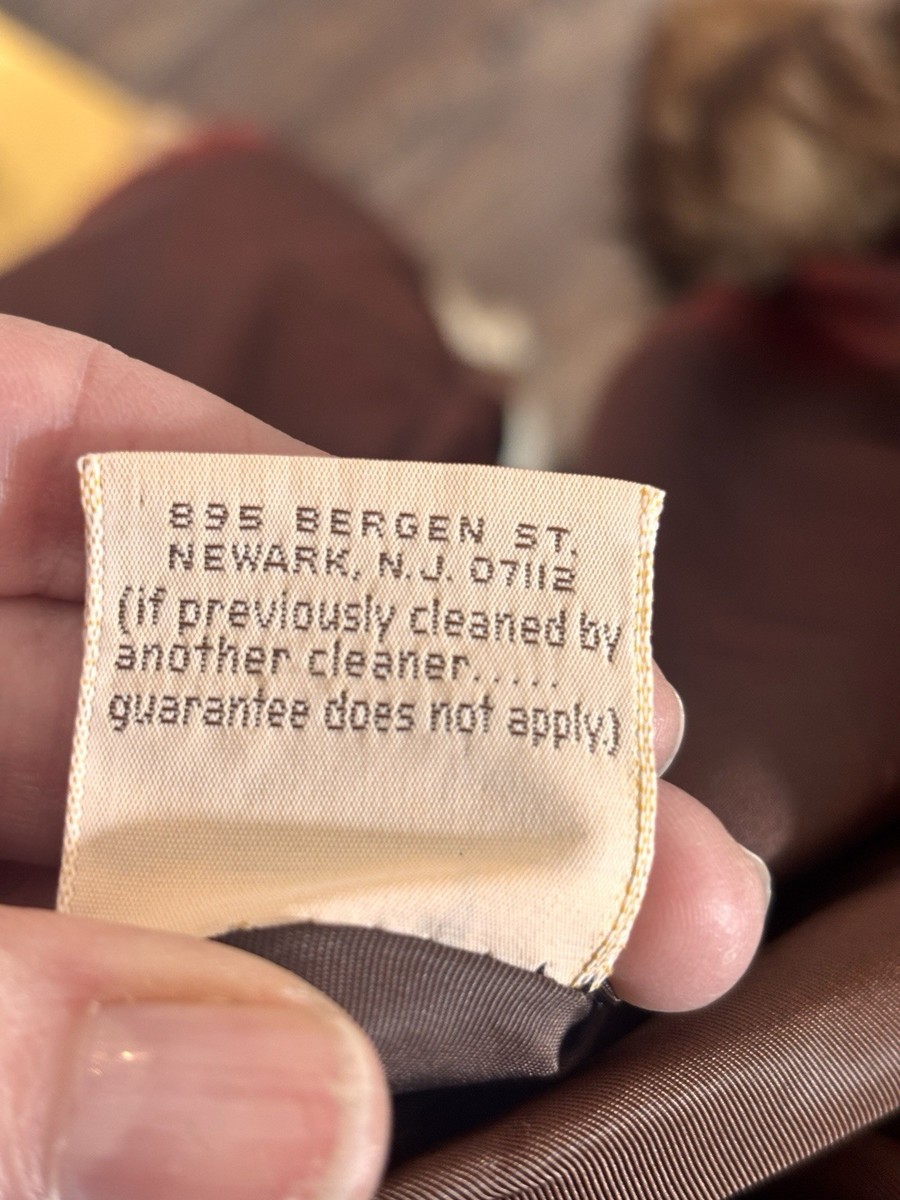 895 BERGEN ST.
NEWARK, N.J. 07112
(if previously cleaned by
another cleaner.....
guarantee does not apply.)